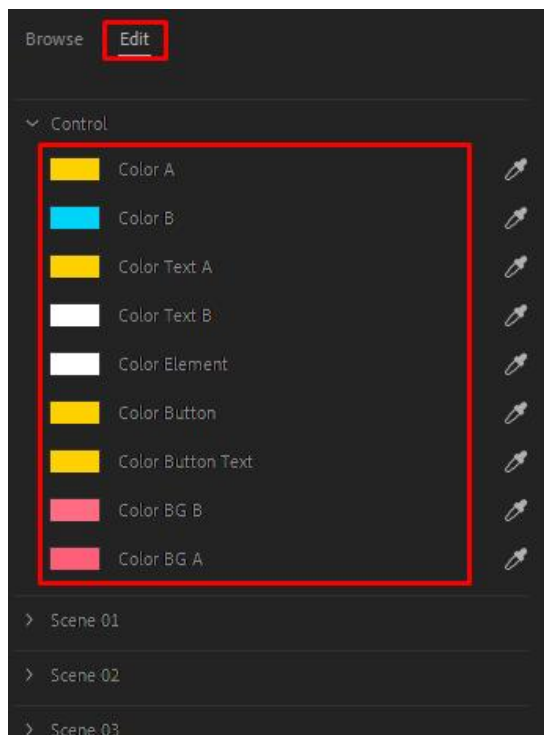 Browse Edit
Control
Color A
Color B
Color Text A
Color Text B
Color Element
Color Button
Color Button Text
Color BG B
Color BG A
Scene 01
Scene 02
Scene 03